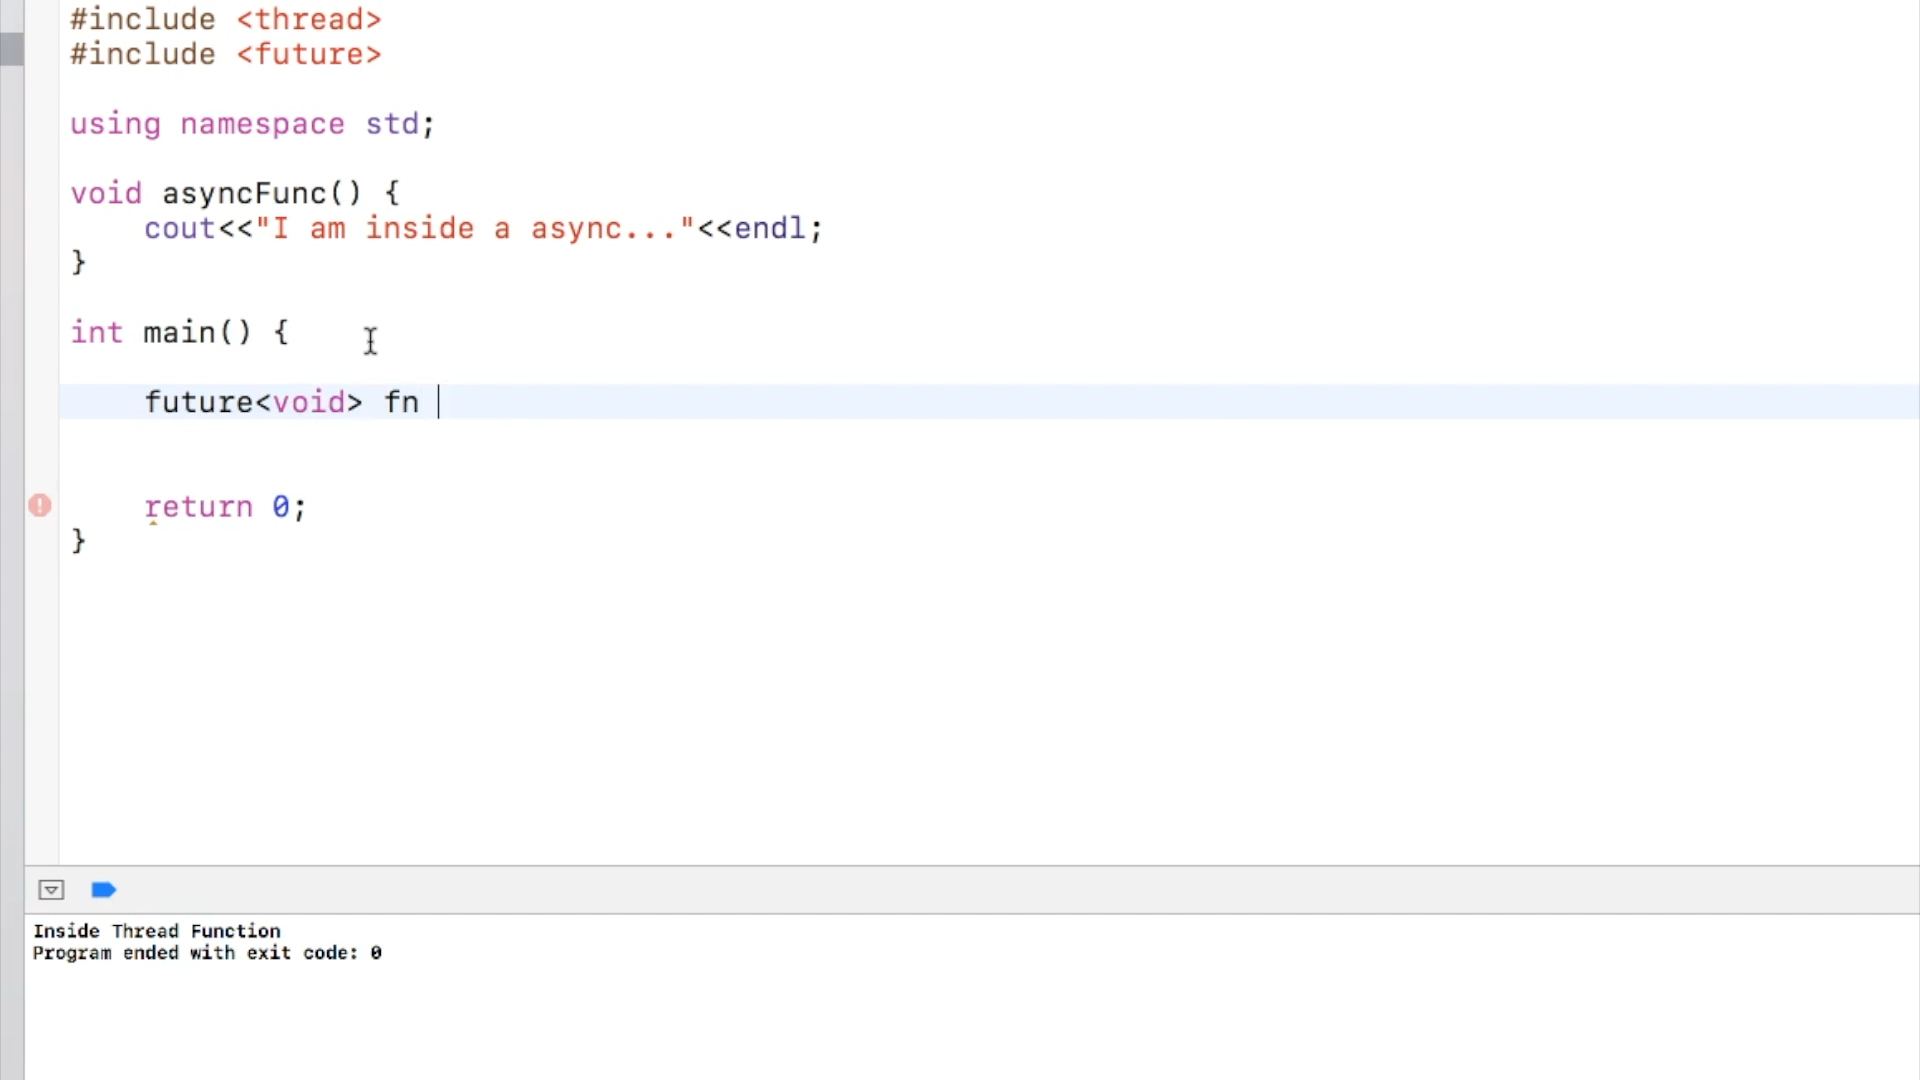 #include <thread>
#include <future>
using namespace std;
void asyncFunc() {
    cout<<"I am inside a async..."<<endl;
}
int main() {
    future<void> fn
    return 0;
}
Inside Thread Function
Program ended with exit code: 0